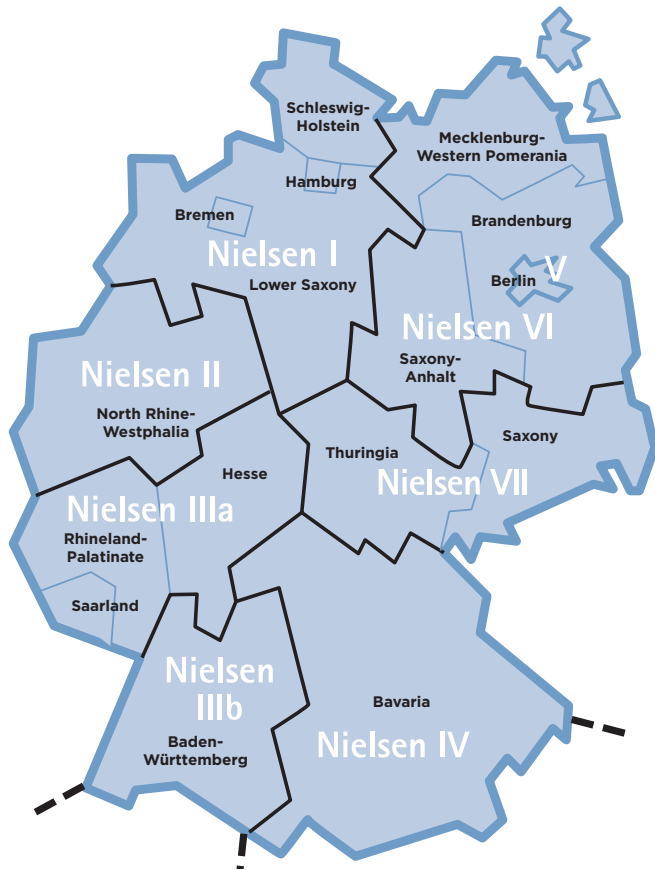 Schleswig-
Holstein
Mecklenburg-
Western Pomerania
Hamburg
Bremen
Brandenburg
Nielsen I
V
Berlin
Lower Saxony
Nielsen VI
Saxony-
Anhalt
Nielsen II
North Rhine-
Westphalia
Saxony
Thuringia
Hesse
Nielsen VII
Nielsen IIIa
Rhineland-
Palatinate
Saarland
Nielsen
IIIb
Bavaria
Baden-
Württemberg
Nielsen IV